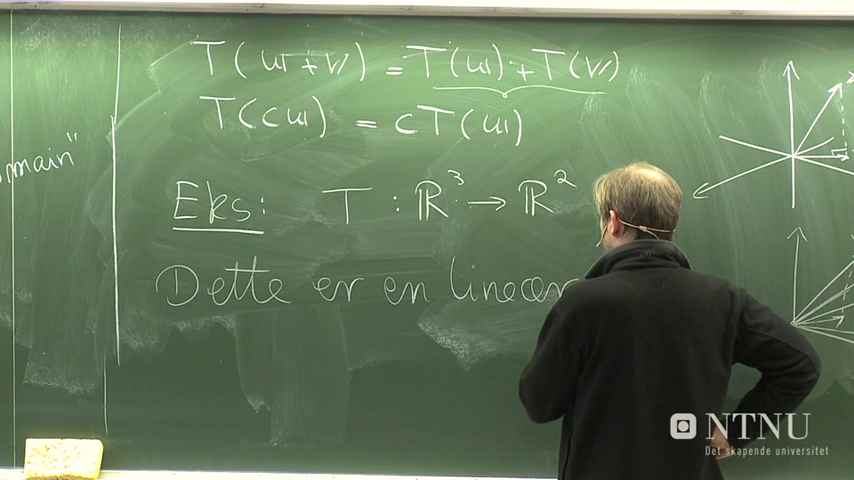 T(u+v) = T(u)+T(v)
T(cu) = cT(u)
main"
Eks: T : ℝ³ → ℝ²
Dette er en lineær
NTNU
Det skapende universitet